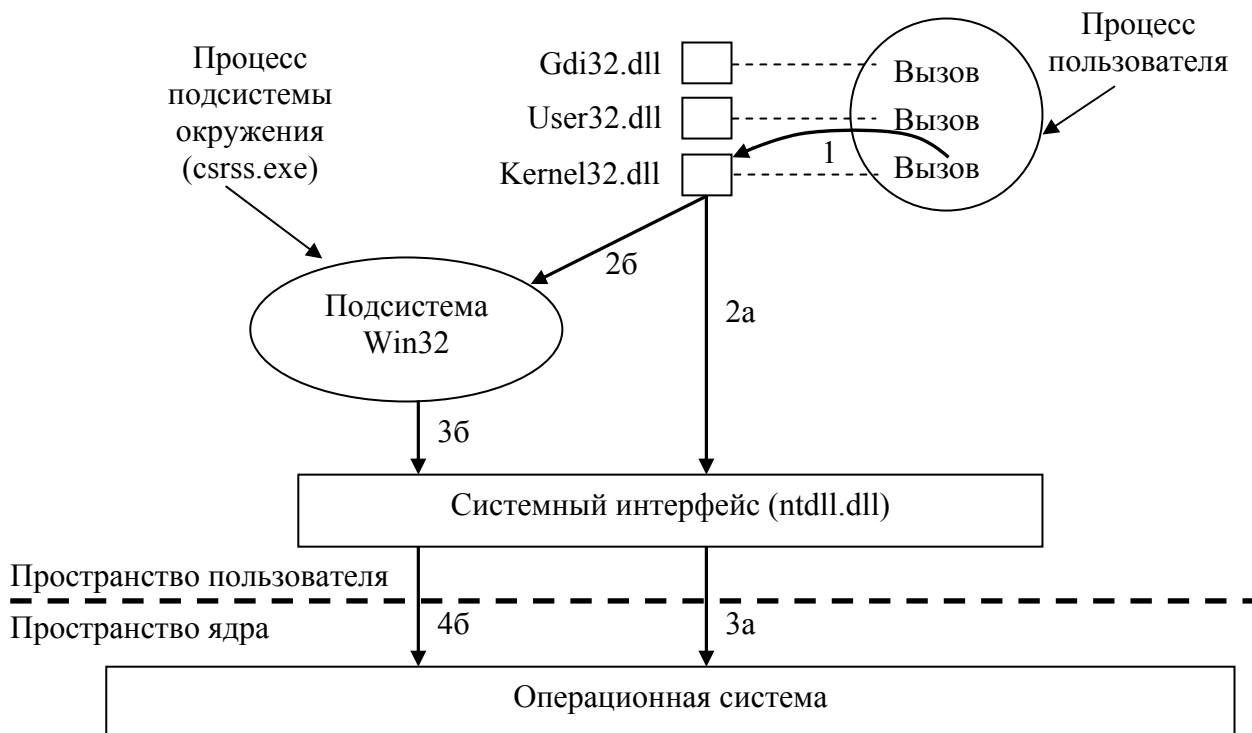 Процесс
подсистемы
окружения
(csrss.exe)
Gdi32.dll
User32.dll
Kernel32.dll
Вызов
Вызов
Вызов
Процесс
пользователя
1
2б
2а
Подсистема
Win32
3б
Системный интерфейс (ntdll.dll)
Пространство пользователя
Пространство ядра
4б
3а
Операционная система